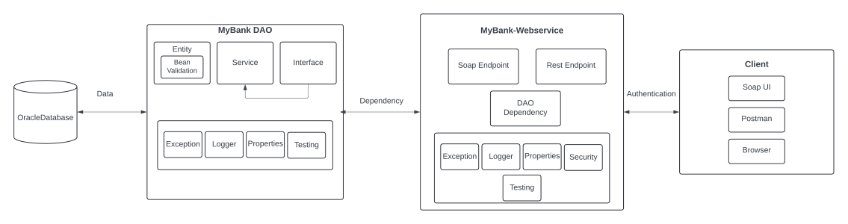 MyBank DAO
MyBank-Webservice
Entity
Bean
Validation
Service
Interface
Soap Endpoint
Rest Endpoint
Client
Soap UI
Data
OracleDatabase
Dependency
DAO
Dependency
Authentication
Postman
Browser
Exception
Logger
Properties
Testing
Exception
Logger
Properties
Security
Testing